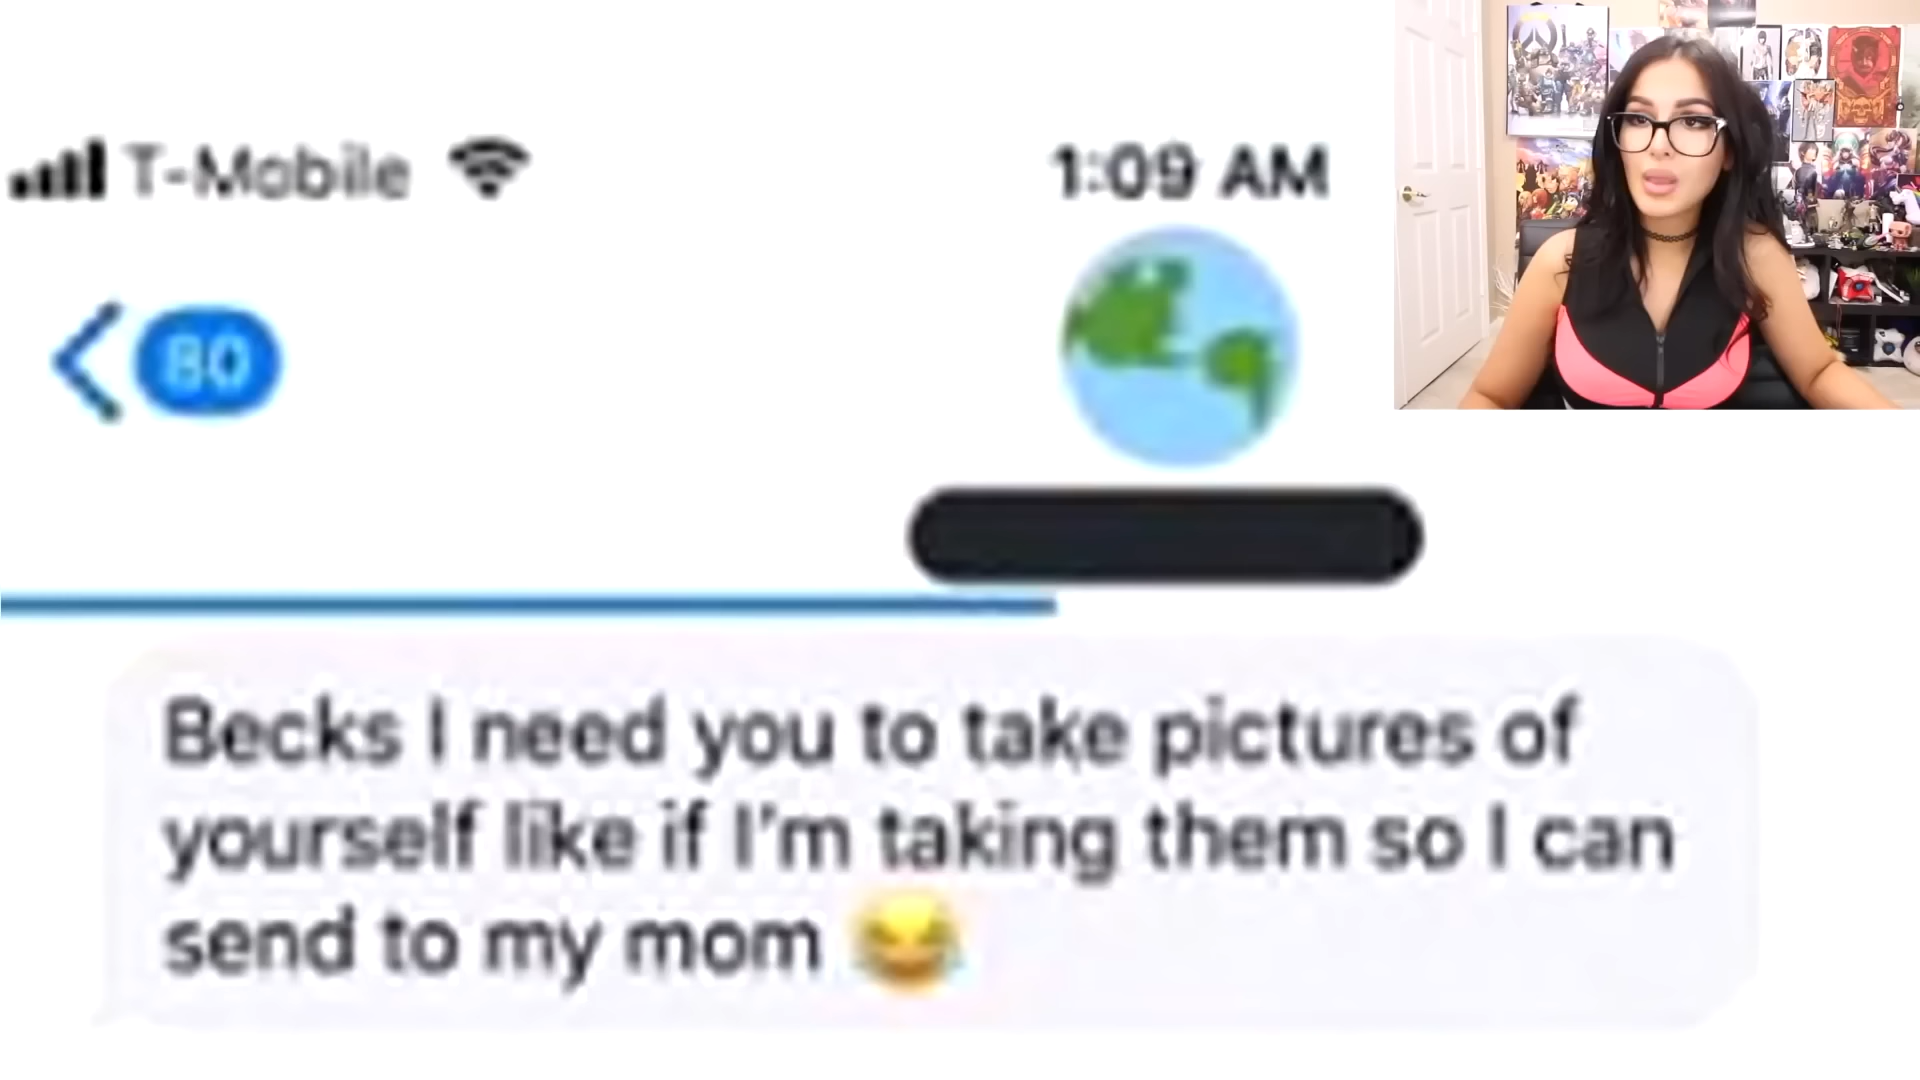 T-Mobile 1:09 AM
80
Becks I need you to take pictures of
yourself like if I'm taking them so I can
send to my mom 😂